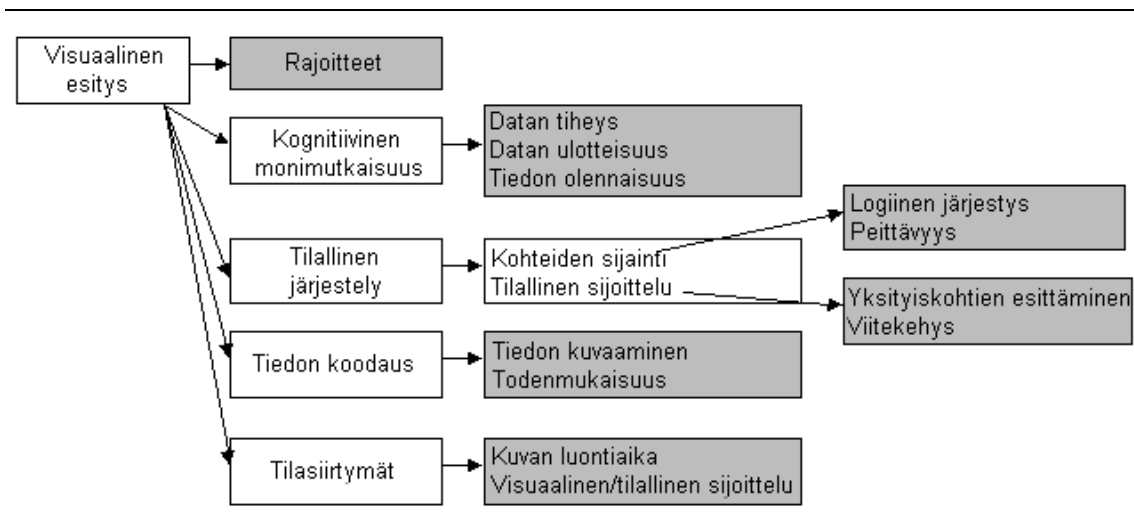 Visuaalinen
esitys
Rajoitteet
Kognitiivinen
monimutkaisuus
Datan tiheys
Datan ulotteisuus
Tiedon olennaisuus
Tilallinen
järjestely
Kohteiden sijainti
Tilallinen sijoittelu
Logiinen järjestys
Peittävyys
Yksityiskohtien esittäminen
Viitekehys
Tiedon koodaus
Tiedon kuvaaminen
Todenmukaisuus
Tilasiirtymät
Kuvan luontiaika
Visuaalinen/tilallinen sijoittelu